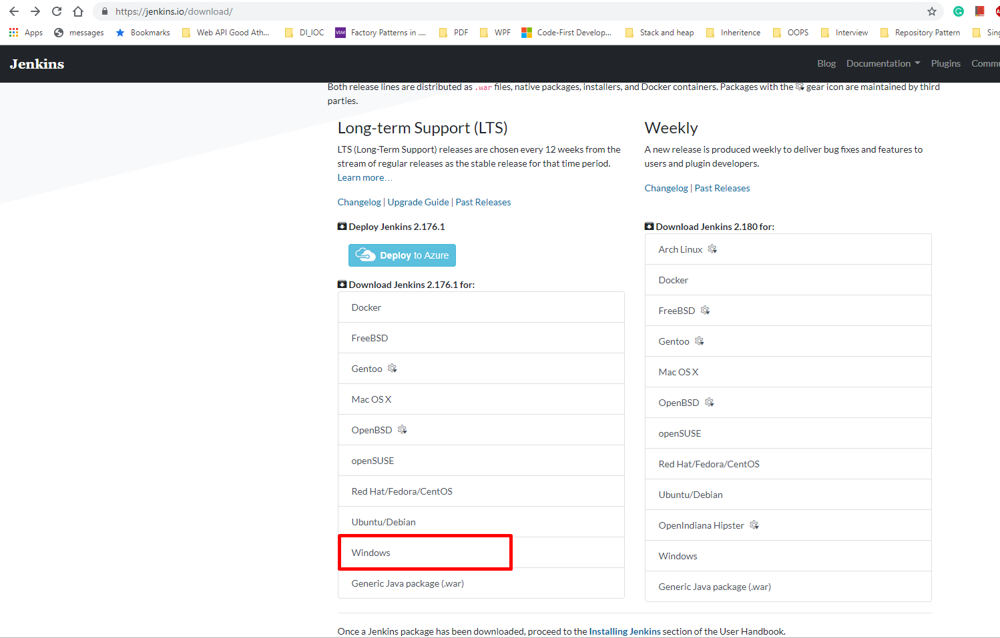 https://jenkins.io/download/
Apps messages Bookmarks Web API Good Ath... DI_IOC Factory Patterns in .... PDF WPF Code-First Develop... Stack and heap Inheritence OOPS Interview Repository Pattern Sing
Jenkins Blog Documentation Plugins Commu
Both release lines are distributed as .war files, native packages, installers, and Docker containers. Packages with the gear icon are maintained by third
parties.
Long-term Support (LTS)
LTS (Long-Term Support) releases are chosen every 12 weeks from the
stream of regular releases as the stable release for that time period.
Learn more...
Changelog | Upgrade Guide | Past Releases
Deploy Jenkins 2.176.1
Deploy to Azure
Download Jenkins 2.176.1 for:
Docker
FreeBSD
Gentoo
Mac OS X
OpenBSD
openSUSE
Red Hat/Fedora/CentOS
Ubuntu/Debian
Windows
Generic Java package (.war)
Weekly
A new release is produced weekly to deliver bug fixes and features to
users and plugin developers.
Changelog | Past Releases
Download Jenkins 2.180 for:
Arch Linux
Docker
FreeBSD
Gentoo
Mac OS X
OpenBSD
openSUSE
Red Hat/Fedora/CentOS
Ubuntu/Debian
OpenIndiana Hipster
Windows
Generic Java package (.war)
Once a Jenkins package has been downloaded, proceed to the Installing Jenkins section of the User Handbook.